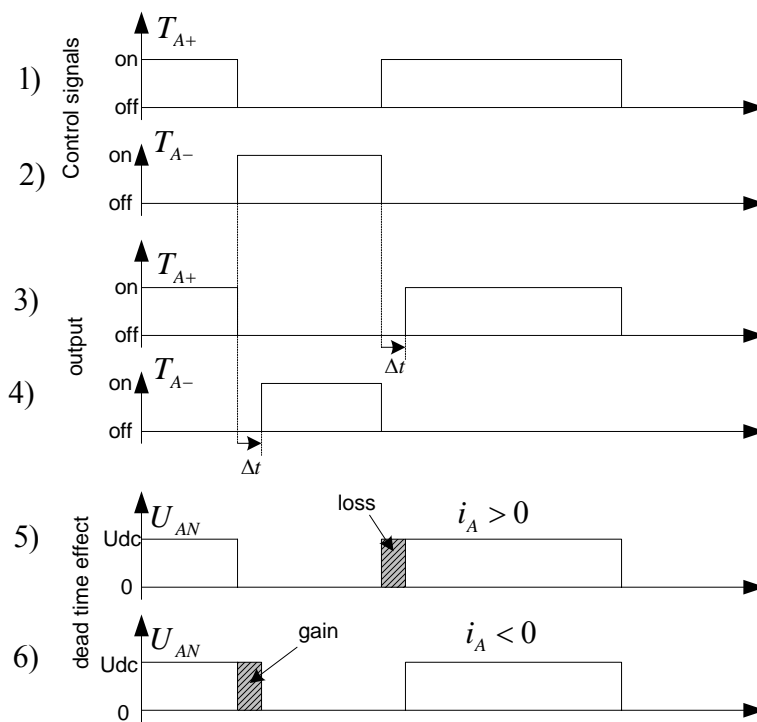 Control signals
1)
T_{A+}
on
off
2)
T_{A-}
on
off
output
3)
T_{A+}
on
off
Δt
4)
T_{A-}
on
off
Δt
dead time effect
5)
U_{AN}
Udc
0
loss
i_A > 0
6)
U_{AN}
Udc
0
gain
i_A < 0